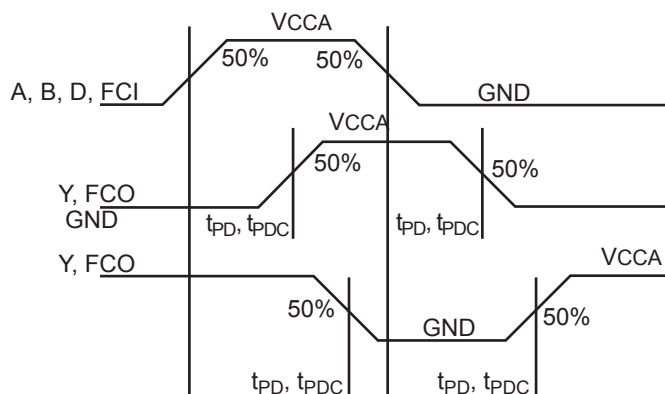 VCCA
50% 50%
A, B, D, FCI
GND
VCCA
50% 50%
Y, FCO
GND
tPD, tPDC tPD, tPDC
Y, FCO
VCCA
50% GND 50%
tPD, tPDC tPD, tPDC